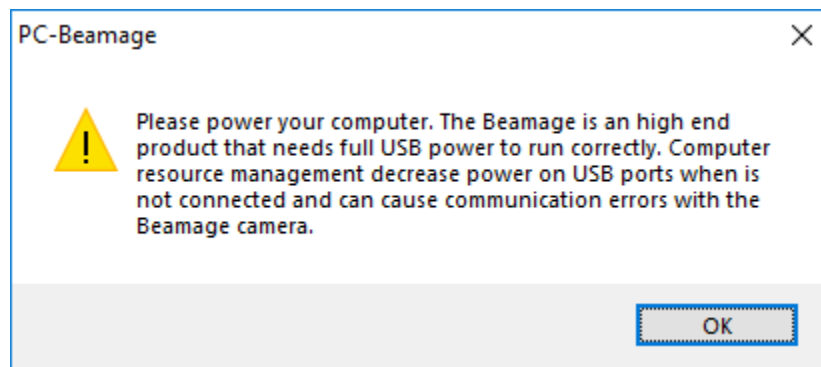 PC-Beamage
Please power your computer. The Beamage is an high end
product that needs full USB power to run correctly. Computer
resource management decrease power on USB ports when is
not connected and can cause communication errors with the
Beamage camera.
OK